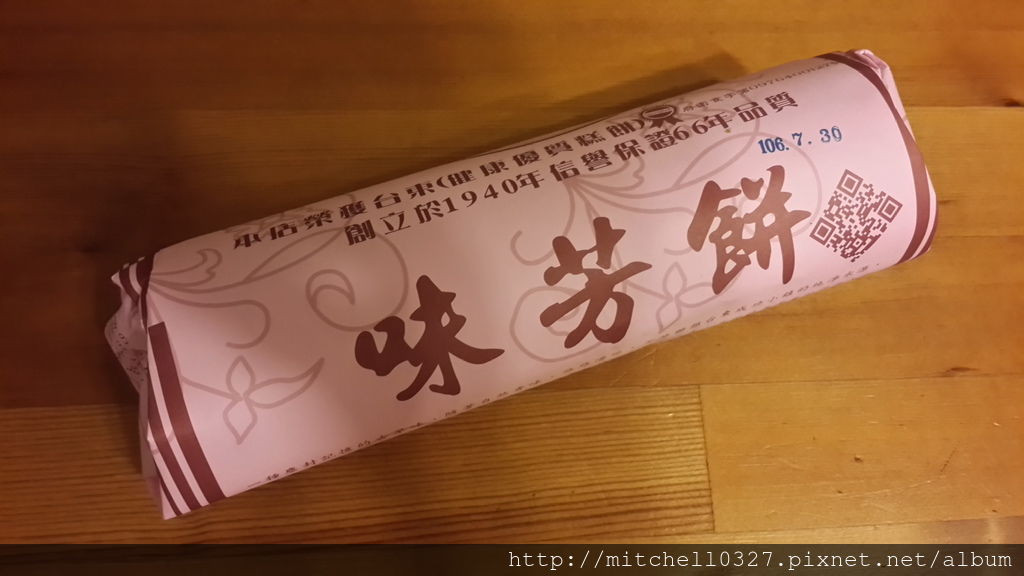 本店榮獲台東(健康優質糕餅)
創立於1940年信譽保證66年品質
106.7.30
味芳餅
http://mitchell0327.pixnet.net/album